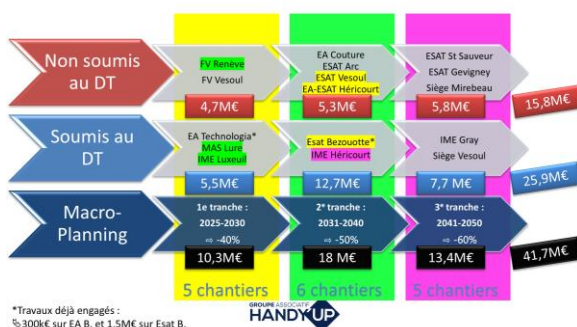 Non soumis
au DT
FV Renève
FV Vesoul
4,7M€
EA Couture
ESAT Arc
ESAT Vesoul
EA-ESAT Héricourt
5,3M€
ESAT St Sauveur
ESAT Gevigney
Siège Mirebeau
5,8M€
15,8M€
Soumis au
DT
EA Technologia*
MAS Lure
IME Luxeuil
5,5M€
Esat Bezouotte*
IME Héricourt
12,7M€
IME Gray
Siège Vesoul
7,7 M€
25,9M€
Macro-
Planning
1e tranche :
2025-2030
⇨ -40%
10,3M€
2e tranche :
2031-2040
⇨ -50%
18 M€
3e tranche :
2041-2050
⇨ -60%
13,4M€
41,7M€
5 chantiers
6 chantiers
5 chantiers
*Travaux déjà engagés :
↳300k€ sur EA B. et 1.5M€ sur Esat B.
GROUPE ASSOCIATIF
HANDY'UP